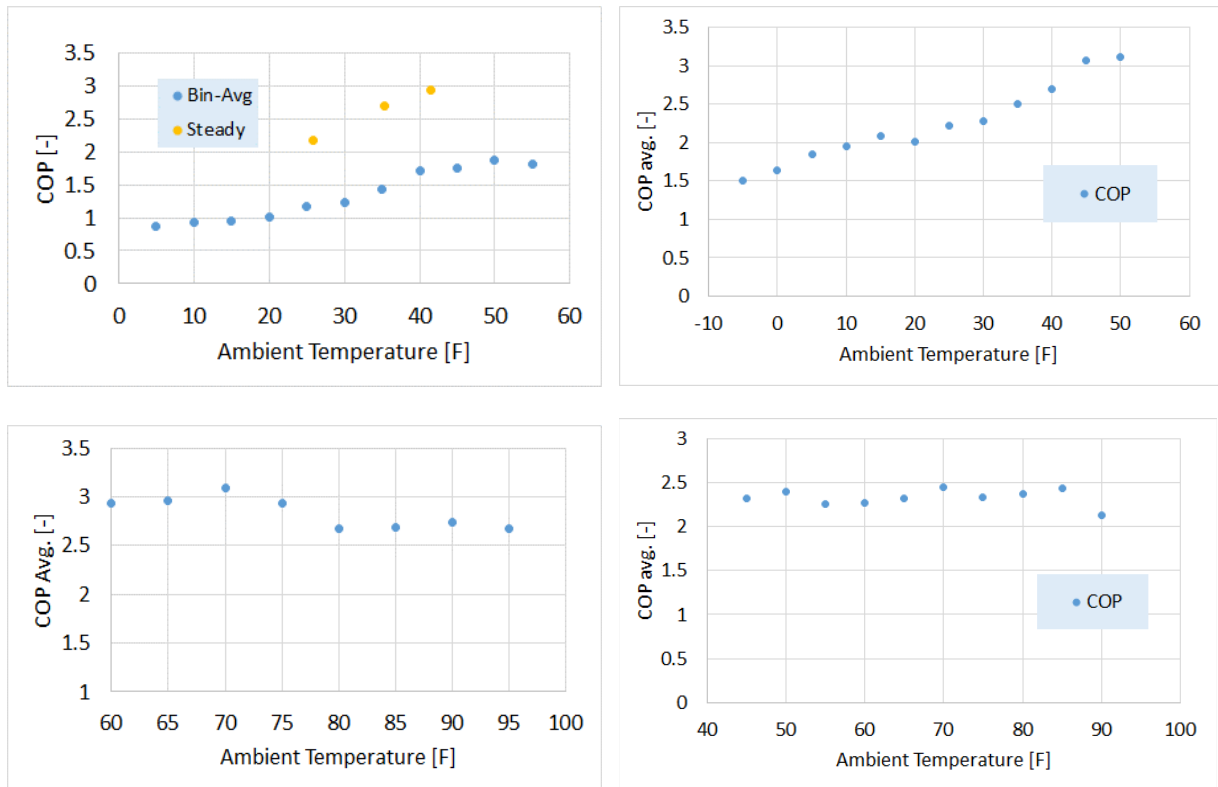 3.5
3
2.5
2
1.5
1
0.5
0
COP [-]
Bin-Avg
Steady
0 10 20 30 40 50 60
Ambient Temperature [F]
3.5
3
2.5
2
1.5
1
0.5
0
COP avg. [-]
COP
-10 0 10 20 30 40 50 60
Ambient Temperature [F]
3.5
3
2.5
2
1.5
1
COP Avg. [-]
60 65 70 75 80 85 90 95 100
Ambient Temperature [F]
3
2.5
2
1.5
1
0.5
0
COP avg. [-]
COP
40 50 60 70 80 90 100
Ambient Temperature [F]